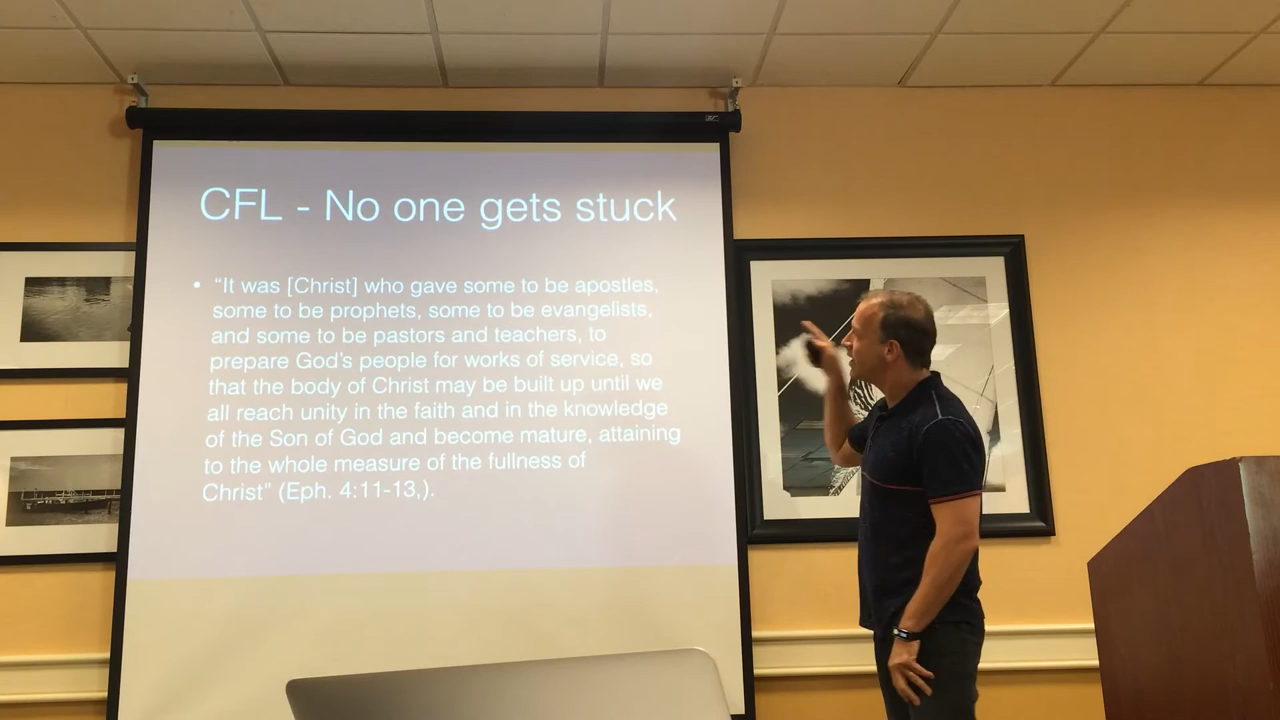 CFL - No one gets stuck
• “It was [Christ] who gave some to be apostles,
some to be prophets, some to be evangelists,
and some to be pastors and teachers, to
prepare God's people for works of service, so
that the body of Christ may be built up until we
all reach unity in the faith and in the knowledge
of the Son of God and become mature, attaining
to the whole measure of the fullness of
Christ” (Eph. 4:11-13,).